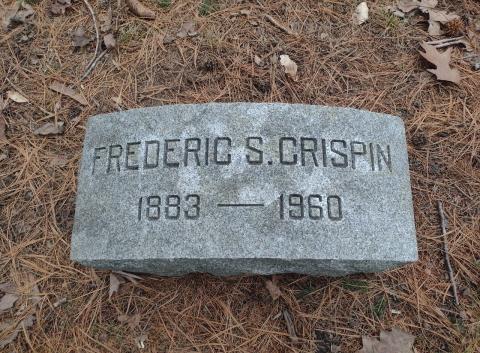 FREDERIC S. CRISPIN
1883 — 1960